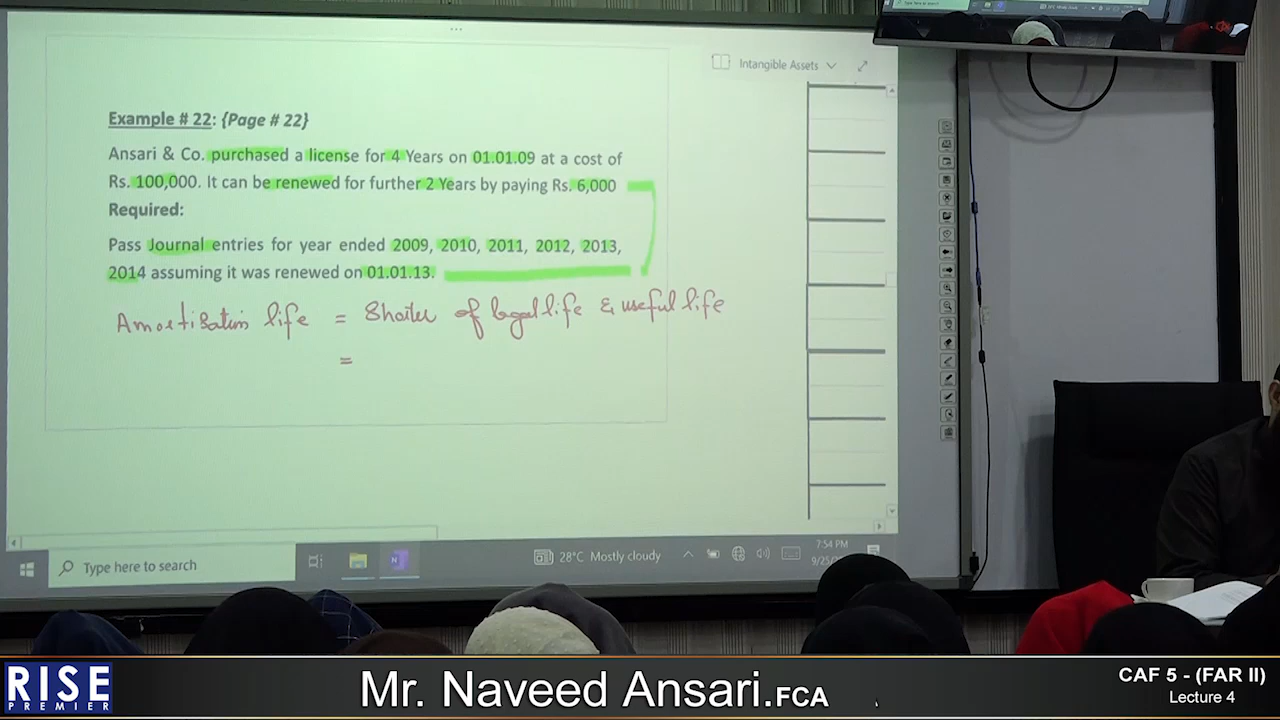 Intangible Assets
Example # 22: {Page # 22}
Ansari & Co. purchased a license for 4 Years on 01.01.09 at a cost of
Rs. 100,000. It can be renewed for further 2 Years by paying Rs. 6,000
Required:
Pass Journal entries for year ended 2009, 2010, 2011, 2012, 2013,
2014 assuming it was renewed on 01.01.13.
Amortisation life = Shorter of legal life & useful life
=
Type here to search
28°C Mostly cloudy
7:54 PM
RISE
PREMIER
Mr. Naveed Ansari.FCA
CAF 5 - (FAR II)
Lecture 4